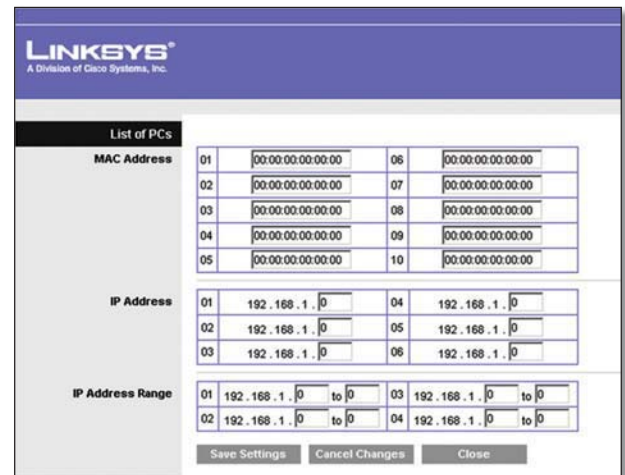 LINKSYS®
A Division of Cisco Systems, Inc.
List of PCs
MAC Address
01 00:00:00:00:00:00 06 00:00:00:00:00:00
02 00:00:00:00:00:00 07 00:00:00:00:00:00
03 00:00:00:00:00:00 08 00:00:00:00:00:00
04 00:00:00:00:00:00 09 00:00:00:00:00:00
05 00:00:00:00:00:00 10 00:00:00:00:00:00
IP Address
01 192.168.1.0 04 192.168.1.0
02 192.168.1.0 05 192.168.1.0
03 192.168.1.0 06 192.168.1.0
IP Address Range
01 192.168.1.0 to 0 03 192.168.1.0 to 0
02 192.168.1.0 to 0 04 192.168.1.0 to 0
Save Settings Cancel Changes Close